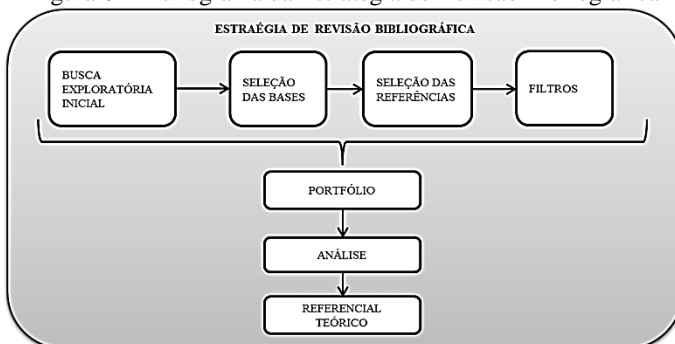 ESTRAÉGIA DE REVISÃO BIBLIOGRÁFICA
BUSCA
EXPLORATÓRIA
INICIAL
SELEÇÃO
DAS BASES
SELEÇÃO DAS
REFERÊNCIAS
FILTROS
PORTFÓLIO
ANÁLISE
REFERENCIAL
TEÓRICO